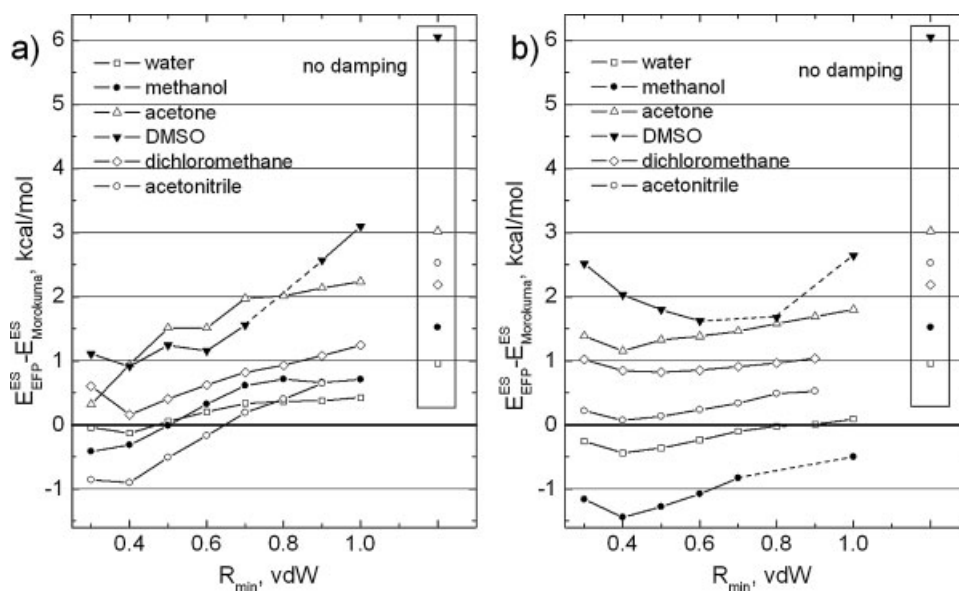 a)
6
5
4
3
2
1
0
-1
E^ES_EFP-E^ES_Morokuma, kcal/mol
water
methanol
acetone
DMSO
dichloromethane
acetonitrile
no damping
0.4 0.6 0.8 1.0
R_min, vdW
b)
6
5
4
3
2
1
0
-1
E^ES_EFP-E^ES_Morokuma, kcal/mol
water
methanol
acetone
DMSO
dichloromethane
acetonitrile
no damping
0.4 0.6 0.8 1.0
R_min, vdW